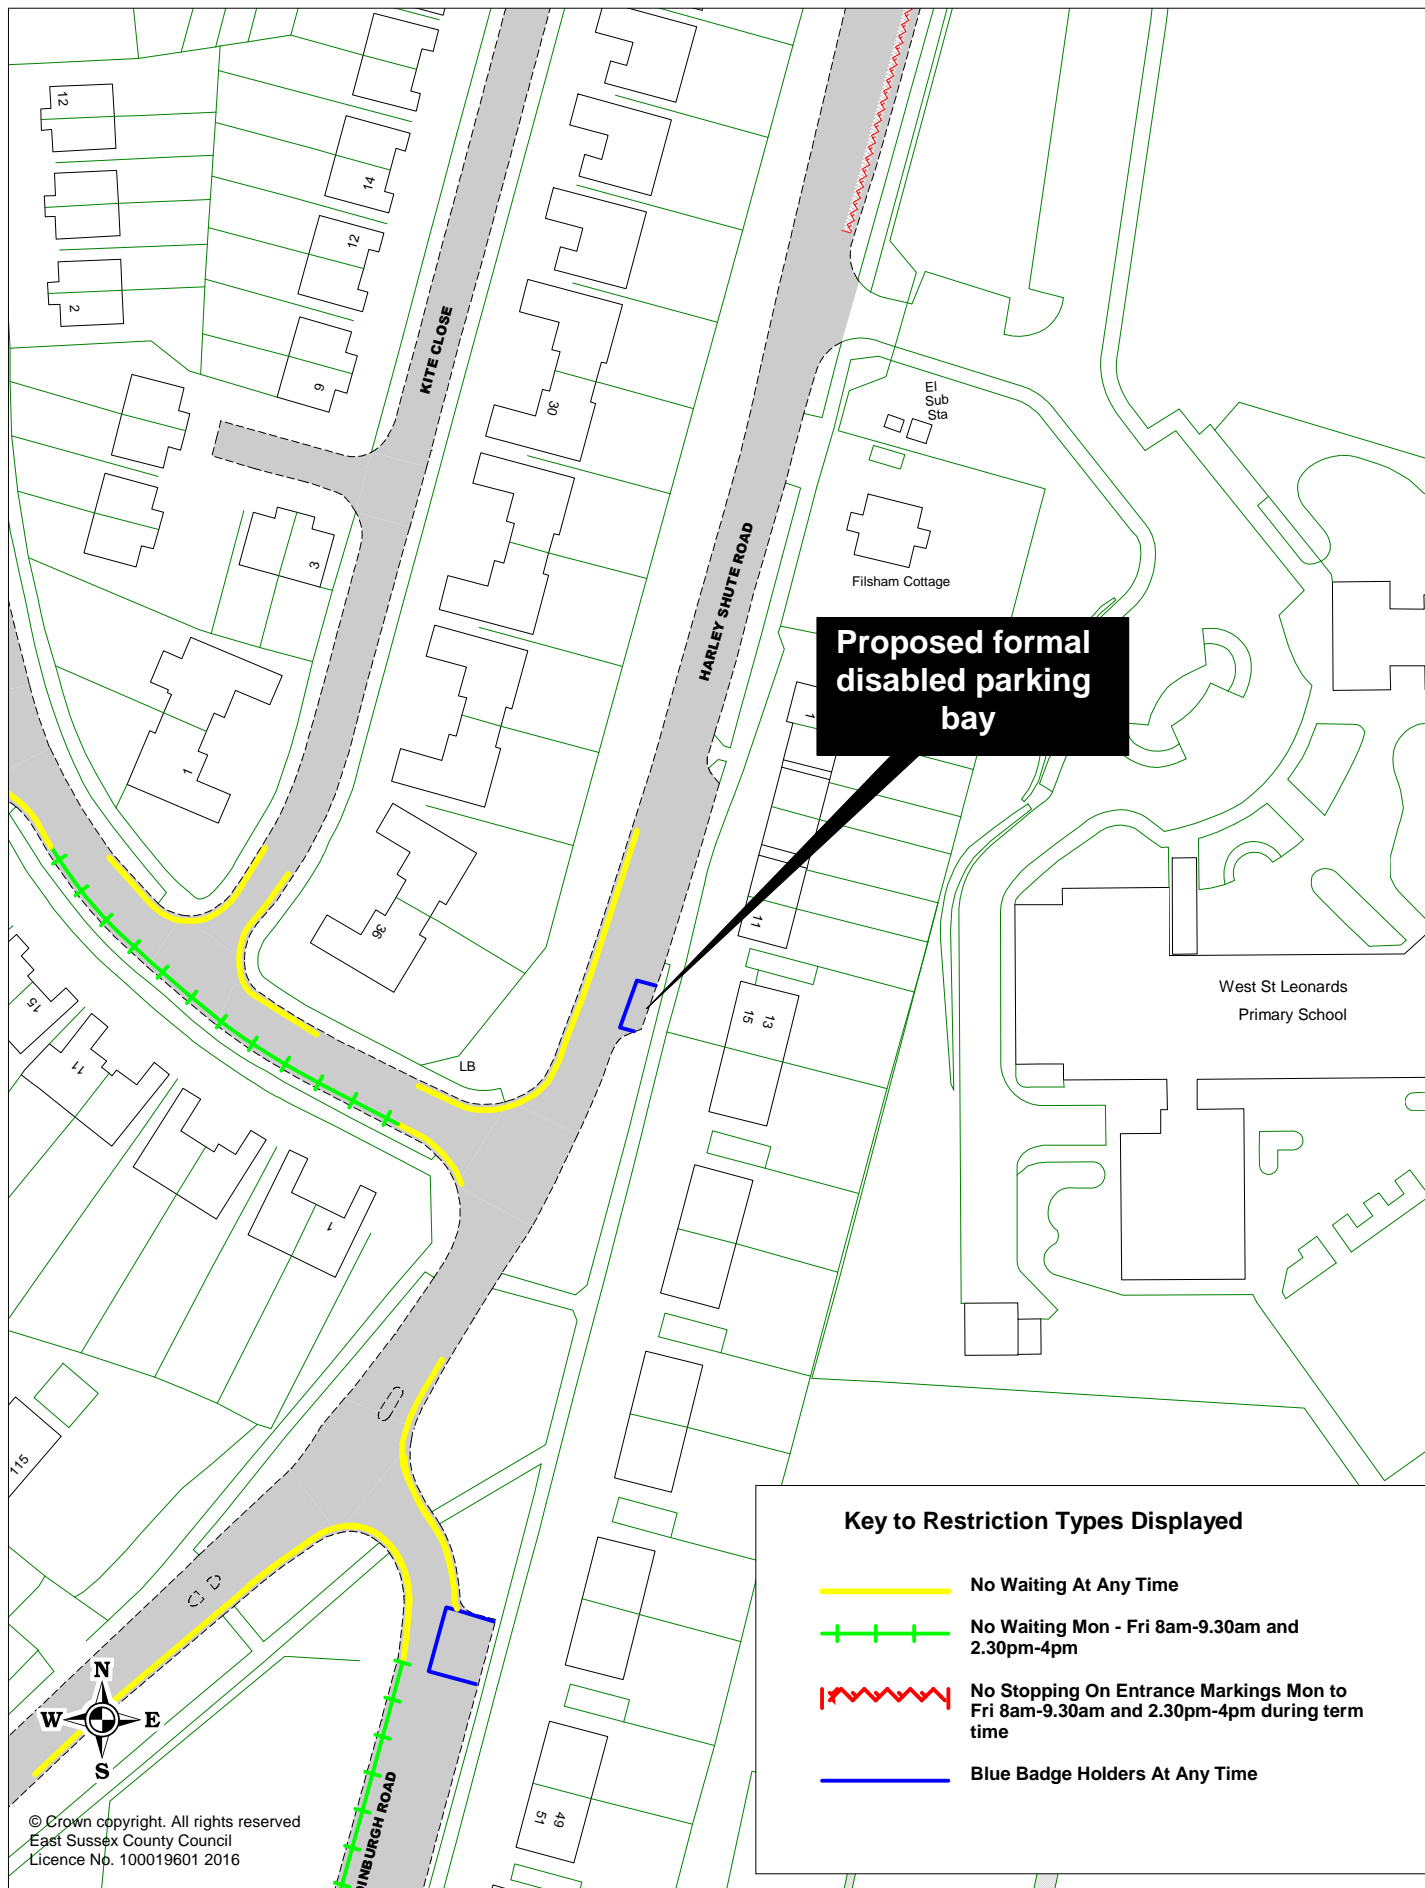 12
14
12
2
9
KITE CLOSE
30
El
Sub
Sta
3
HARLEY SHUTE ROAD
Filsham Cottage
Proposed formal
disabled parking
bay
1
1
11
36
15
11
13
15
West St Leonards
Primary School
LB
1
115
Key to Restriction Types Displayed
No Waiting At Any Time
No Waiting Mon - Fri 8am-9.30am and
2.30pm-4pm
No Stopping On Entrance Markings Mon to
Fri 8am-9.30am and 2.30pm-4pm during term
time
Blue Badge Holders At Any Time
N
W
E
S
49
51
DINBURGH ROAD
© Crown copyright. All rights reserved
East Sussex County Council
Licence No. 100019601 2016